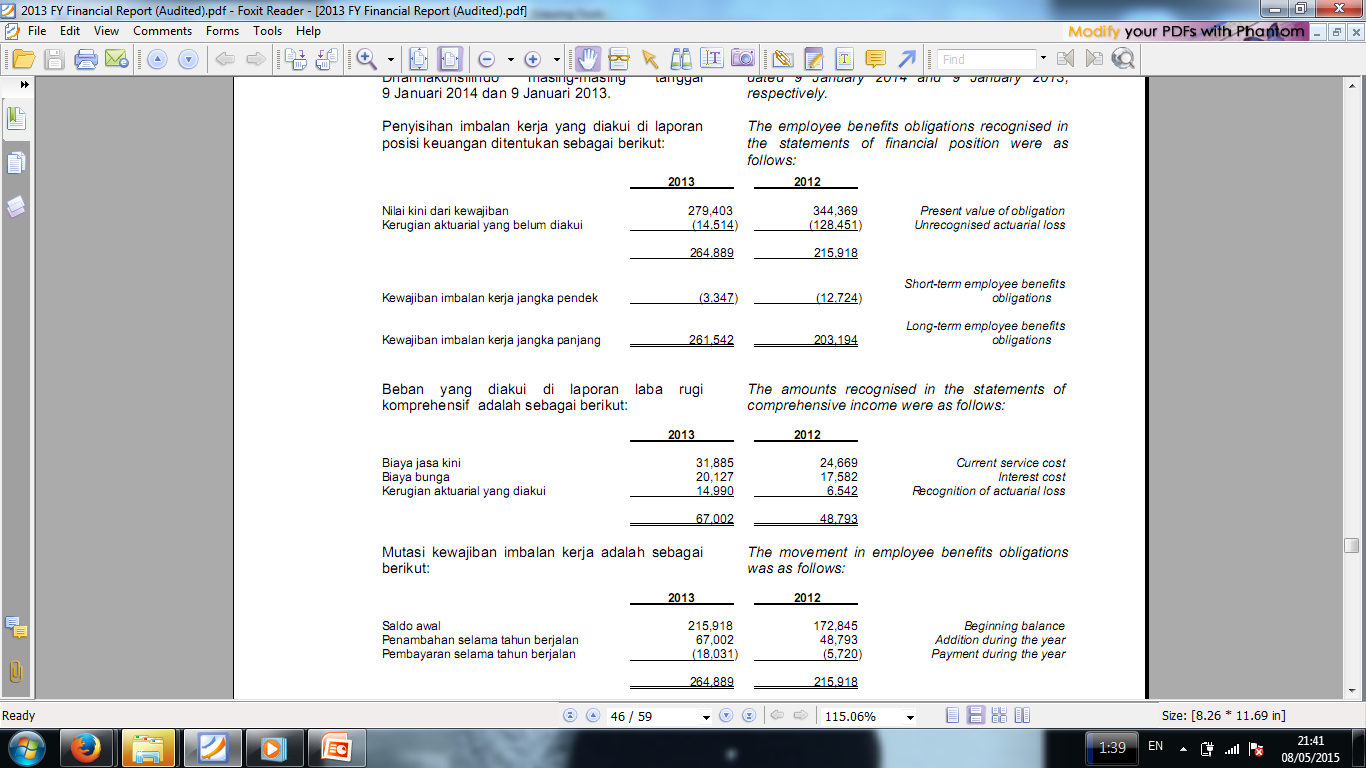 2013 FY Financial Report (Audited).pdf - Foxit Reader - [2013 FY Financial Report (Audited).pdf]
File Edit View Comments Forms Tools Help
Modify your PDFs with Phantom
Find
Dharmakonsilindo masing-masing tanggal
9 Januari 2014 dan 9 Januari 2013.
dated 9 January 2014 and 9 January 2013,
respectively.
Penyisihan imbalan kerja yang diakui di laporan
posisi keuangan ditentukan sebagai berikut:
The employee benefits obligations recognised in
the statements of financial position were as
follows:
2013 2012
Nilai kini dari kewajiban 279,403 344,369 Present value of obligation
Kerugian aktuarial yang belum diakui (14,514) (128,451) Unrecognised actuarial loss
264,889 215,918
Short-term employee benefits
Kewajiban imbalan kerja jangka pendek (3,347) (12,724) obligations
Long-term employee benefits
Kewajiban imbalan kerja jangka panjang 261,542 203,194 obligations
Beban yang diakui di laporan laba rugi
komprehensif adalah sebagai berikut:
The amounts recognised in the statements of
comprehensive income were as follows:
2013 2012
Biaya jasa kini 31,885 24,669 Current service cost
Biaya bunga 20,127 17,582 Interest cost
Kerugian aktuarial yang diakui 14,990 6,542 Recognition of actuarial loss
67,002 48,793
Mutasi kewajiban imbalan kerja adalah sebagai
berikut:
The movement in employee benefits obligations
was as follows:
2013 2012
Saldo awal 215,918 172,845 Beginning balance
Penambahan selama tahun berjalan 67,002 48,793 Addition during the year
Pembayaran selama tahun berjalan (18,031) (5,720) Payment during the year
264,889 215,918
Ready 46 / 59 115.06% Size: [8.26 * 11.69 in]
1:39 EN 21:41
08/05/2015